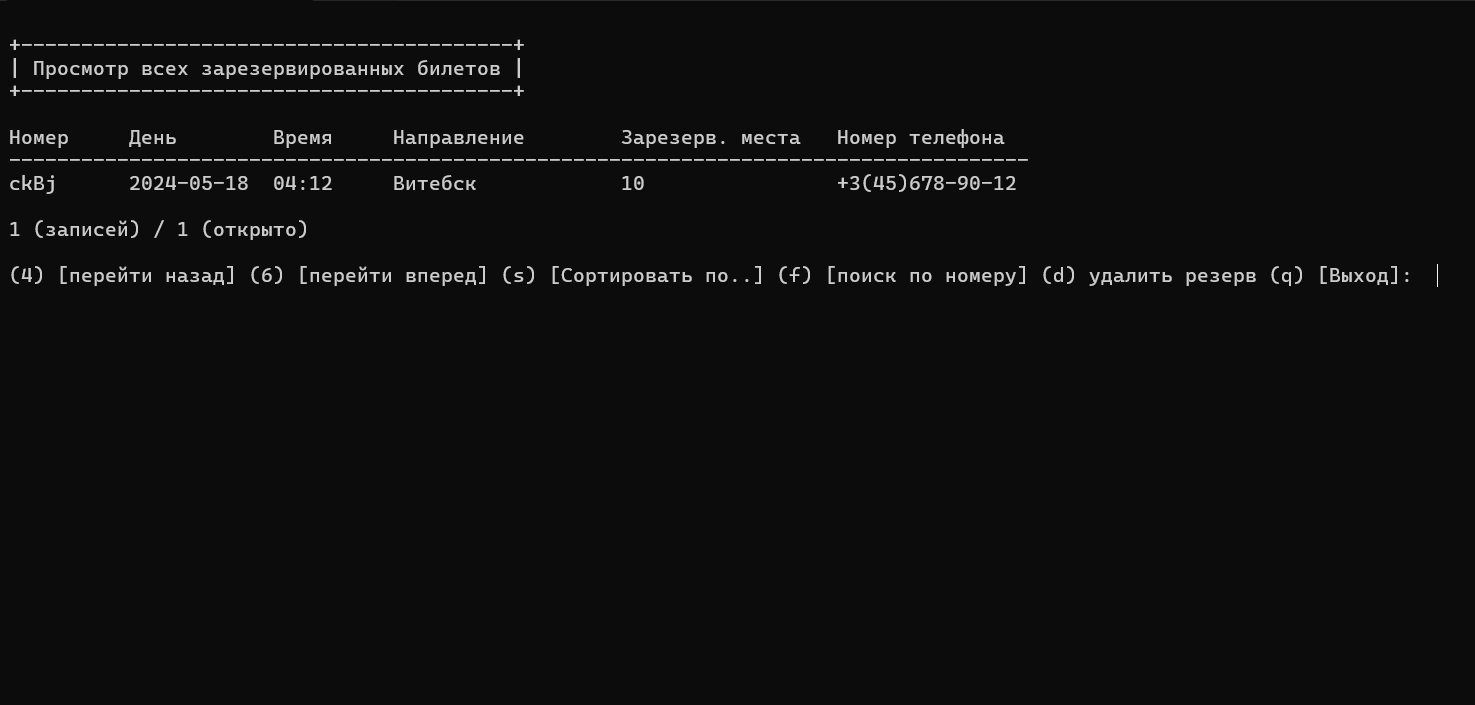 +-----------------------------------------+
| Просмотр всех зарезервированных билетов |
+-----------------------------------------+
Номер     День        Время     Направление        Зарезерв. места   Номер телефона
-------------------------------------------------------------------------------------
ckBj      2024-05-18  04:12     Витебск            10                +3(45)678-90-12
1 (записей) / 1 (открыто)
(4) [перейти назад] (6) [перейти вперед] (s) [Сортировать по..] (f) [поиск по номеру] (d) удалить резерв (q) [Выход]: